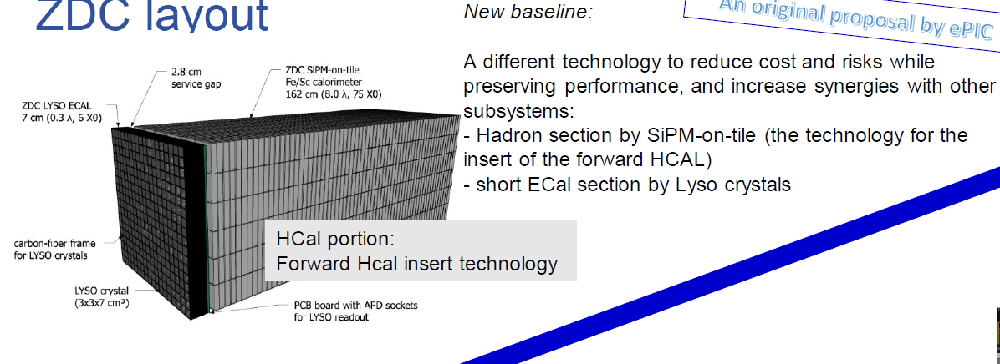 ZDC layout
New baseline:
An original proposal by ePIC
A different technology to reduce cost and risks while
preserving performance, and increase synergies with other
subsystems:
- Hadron section by SiPM-on-tile (the technology for the
insert of the forward HCAL)
- short ECal section by Lyso crystals
2.8 cm
service gap
ZDC SiPM-on-tile
Fe/Sc calorimeter
162 cm (8.0 λ, 75 X0)
ZDC LYSO ECAL
7 cm (0.3 λ, 6 X0)
HCal portion:
Forward Hcal insert technology
carbon-fiber frame
for LYSO crystals
LYSO crystal
(3x3x7 cm³)
PCB board with APD sockets
for LYSO readout